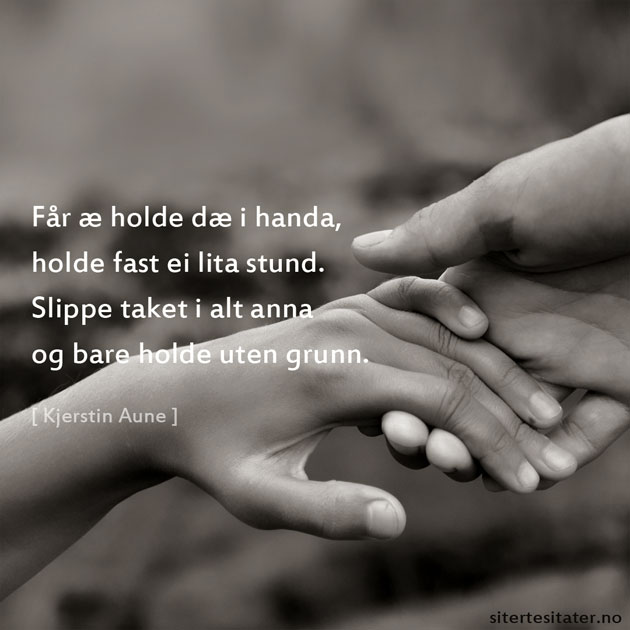 Får æ holde dæ i handa,
holde fast ei lita stund.
Slippe taket i alt anna
og bare holde uten grunn.
[ Kjerstin Aune ]
sitertesitater.no